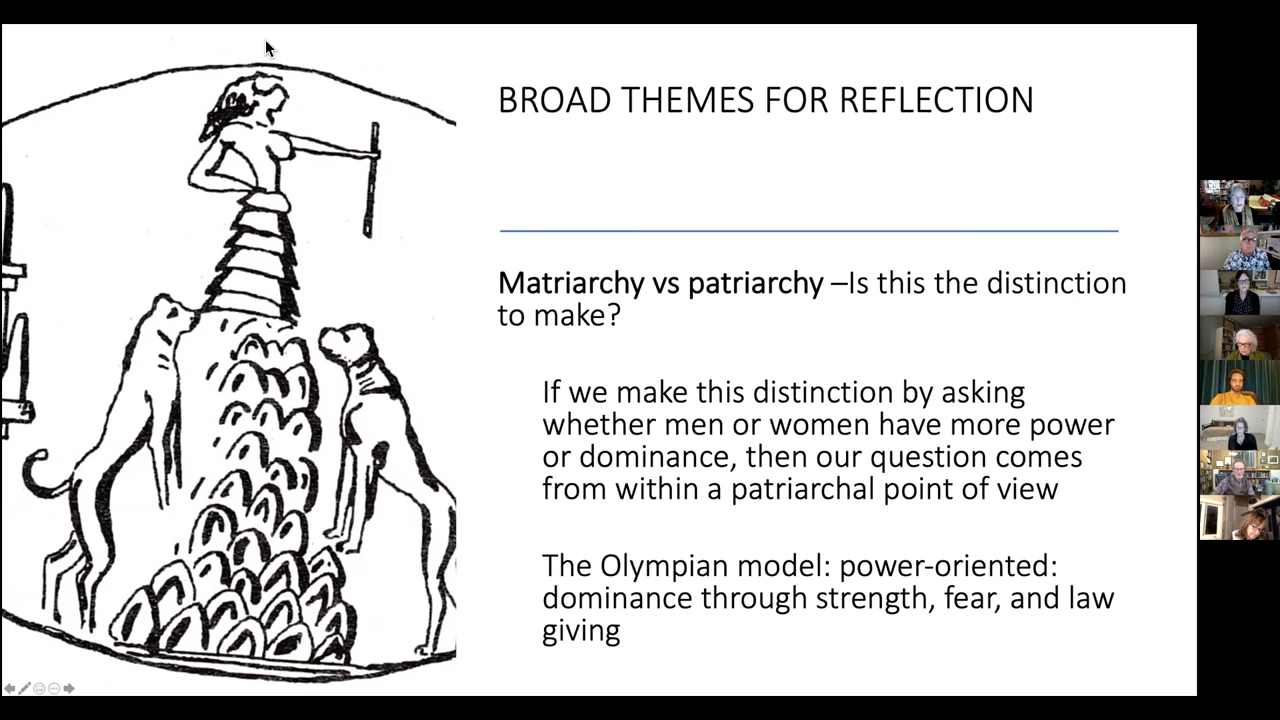 BROAD THEMES FOR REFLECTION
Matriarchy vs patriarchy –Is this the distinction
to make?
If we make this distinction by asking
whether men or women have more power
or dominance, then our question comes
from within a patriarchal point of view
The Olympian model: power-oriented:
dominance through strength, fear, and law
giving